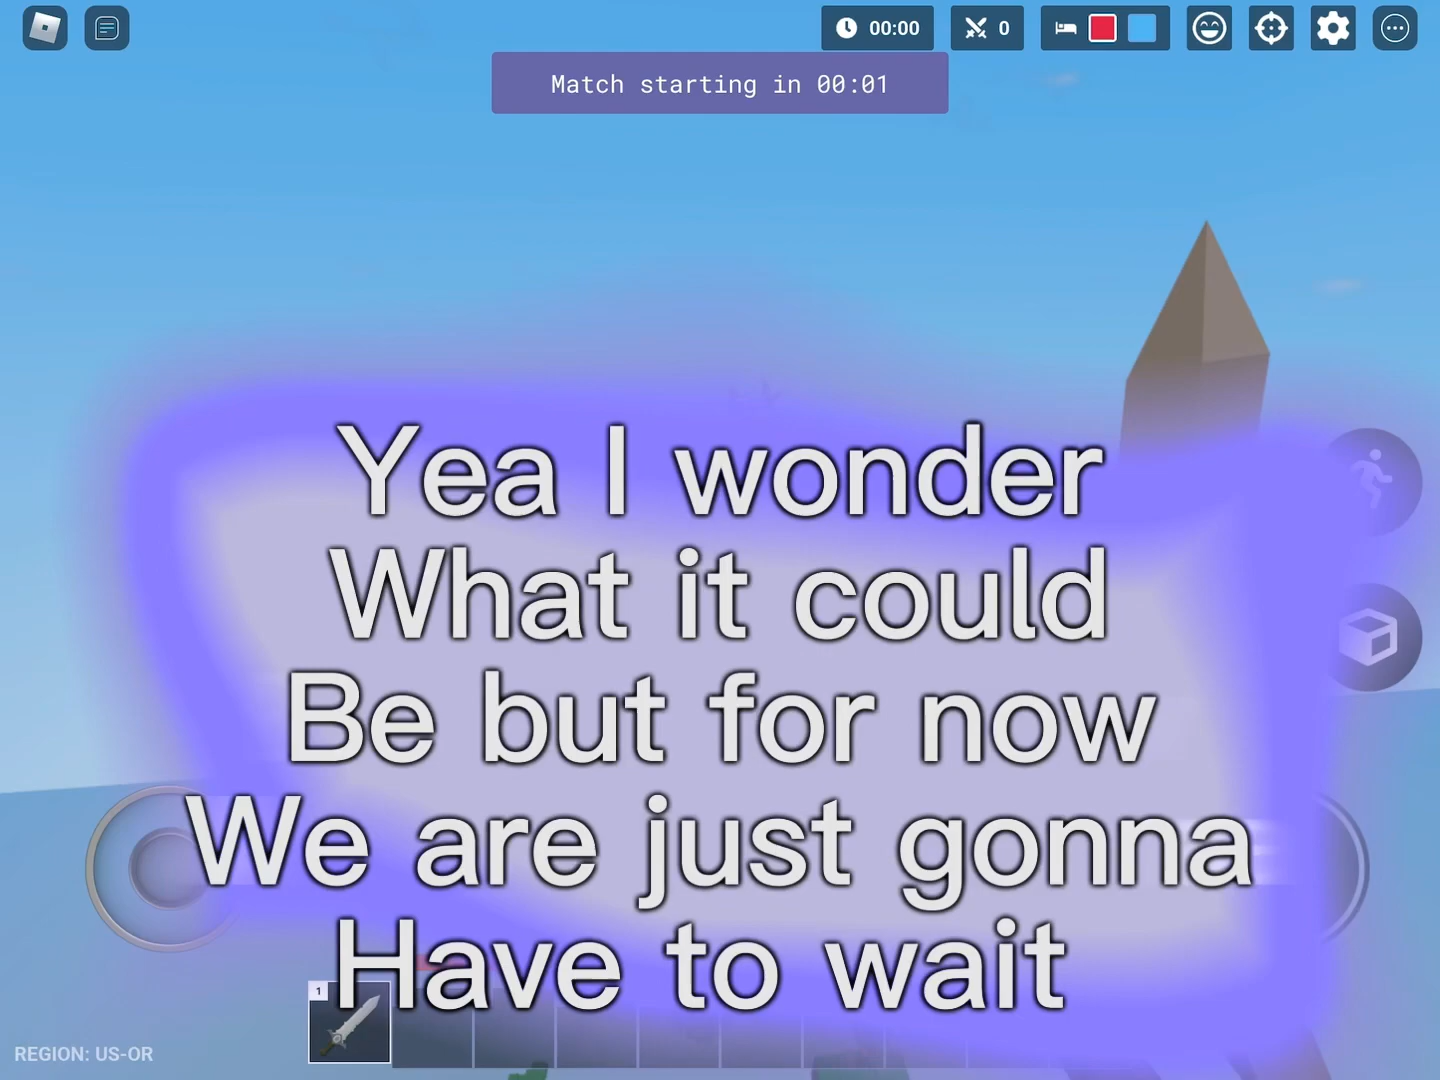 00:00
0
Match starting in 00:01
Yea I wonder
What it could
Be but for now
We are just gonna
Have to wait
1
REGION: US-OR